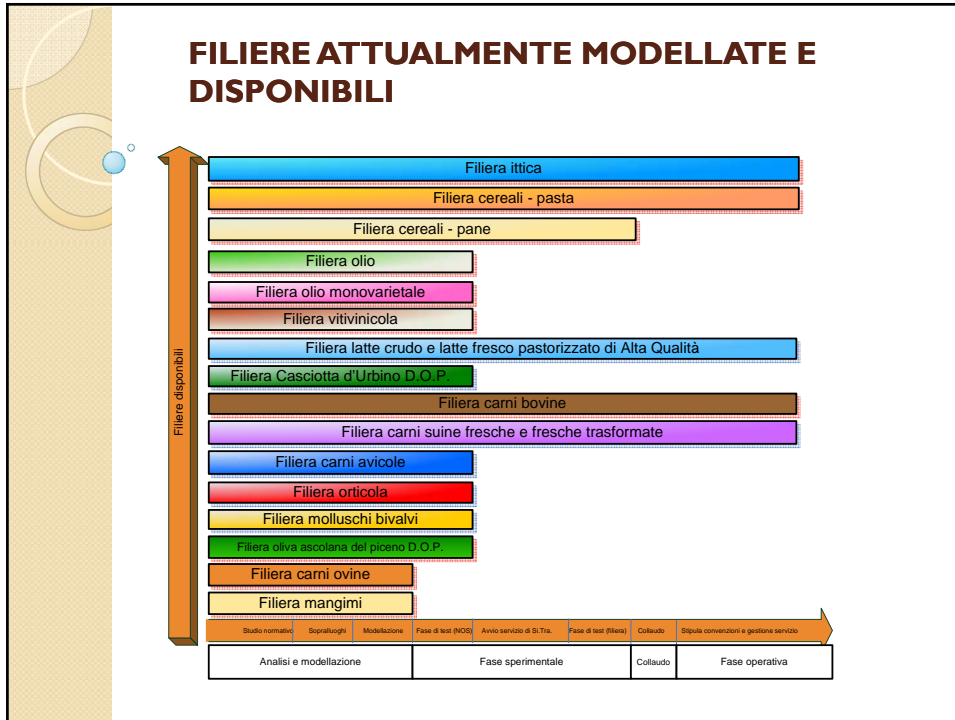 FILIERE ATTUALMENTE MODELLATE E
DISPONIBILI
Filiere disponibili
Filiera ittica
Filiera cereali - pasta
Filiera cereali - pane
Filiera olio
Filiera olio monovarietale
Filiera vitivinicola
Filiera latte crudo e latte fresco pastorizzato di Alta Qualità
Filiera Casciotta d'Urbino D.O.P.
Filiera carni bovine
Filiera carni suine fresche e fresche trasformate
Filiera carni avicole
Filiera orticola
Filiera molluschi bivalvi
Filiera oliva ascolana del piceno D.O.P.
Filiera carni ovine
Filiera mangimi
Studio normativo Sopralluoghi Modellazione Fase di test (NOS) Avvio servizio di Si.Tra. Fase di test (filiera) Collaudo Stipula convenzioni e gestione servizio
Analisi e modellazione Fase sperimentale Collaudo Fase operativa